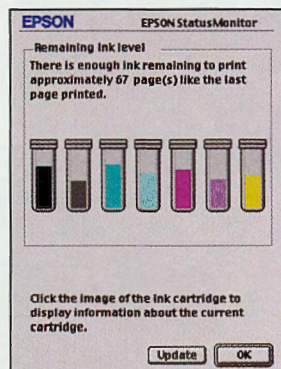 EPSON EPSON StatusMonitor
Remaining ink level
There is enough ink remaining to print
approximately 67 page(s) like the last
page printed.
Click the image of the ink cartridge to
display information about the current
cartridge.
Update OK